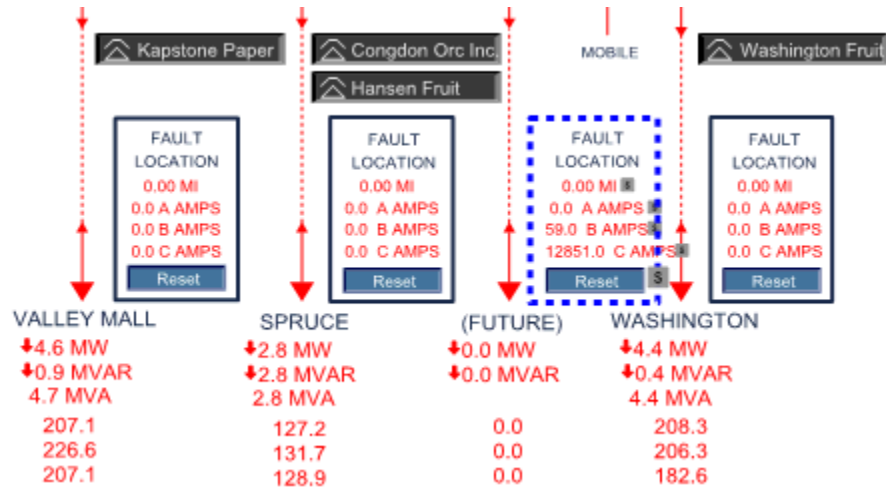 Kapstone Paper
Congdon Orc Inc.
MOBILE
Washington Fruit
Hansen Fruit
FAULT
LOCATION
0.00 MI
0.0 A AMPS
0.0 B AMPS
0.0 C AMPS
Reset
FAULT
LOCATION
0.00 MI
0.0 A AMPS
0.0 B AMPS
0.0 C AMPS
Reset
FAULT
LOCATION
0.00 MI S
0.0 A AMPS S
59.0 B AMPS S
12851.0 C AMPS S
Reset S
FAULT
LOCATION
0.00 MI
0.0 A AMPS
0.0 B AMPS
0.0 C AMPS
Reset
VALLEY MALL
4.6 MW
0.9 MVAR
4.7 MVA
207.1
226.6
207.1
SPRUCE
2.8 MW
2.8 MVAR
2.8 MVA
127.2
131.7
128.9
(FUTURE)
0.0 MW
0.0 MVAR
0.0
0.0
0.0
WASHINGTON
4.4 MW
0.4 MVAR
4.4 MVA
208.3
206.3
182.6